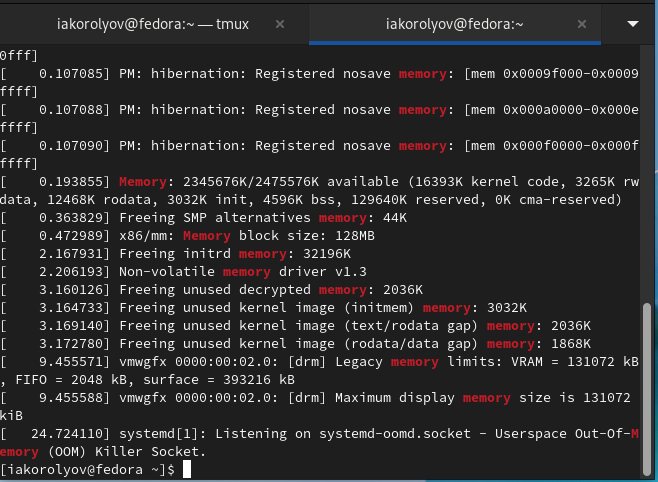 iakorolyov@fedora:~ — tmux
iakorolyov@fedora:~
0fff]
[    0.107085] PM: hibernation: Registered nosave memory: [mem 0x0009f000-0x0009
ffff]
[    0.107088] PM: hibernation: Registered nosave memory: [mem 0x000a0000-0x000e
ffff]
[    0.107090] PM: hibernation: Registered nosave memory: [mem 0x000f0000-0x000f
ffff]
[    0.193855] Memory: 2345676K/2475576K available (16393K kernel code, 3265K rw
data, 12468K rodata, 3032K init, 4596K bss, 129640K reserved, 0K cma-reserved)
[    0.363829] Freeing SMP alternatives memory: 44K
[    0.472989] x86/mm: Memory block size: 128MB
[    2.167931] Freeing initrd memory: 32196K
[    2.206193] Non-volatile memory driver v1.3
[    3.160126] Freeing unused decrypted memory: 2036K
[    3.164733] Freeing unused kernel image (initmem) memory: 3032K
[    3.169140] Freeing unused kernel image (text/rodata gap) memory: 2036K
[    3.172780] Freeing unused kernel image (rodata/data gap) memory: 1868K
[    9.455571] vmwgfx 0000:00:02.0: [drm] Legacy memory limits: VRAM = 131072 kB
, FIFO = 2048 kB, surface = 393216 kB
[    9.455588] vmwgfx 0000:00:02.0: [drm] Maximum display memory size is 131072
kiB
[   24.724110] systemd[1]: Listening on systemd-oomd.socket - Userspace Out-Of-M
emory (OOM) Killer Socket.
[iakorolyov@fedora ~]$